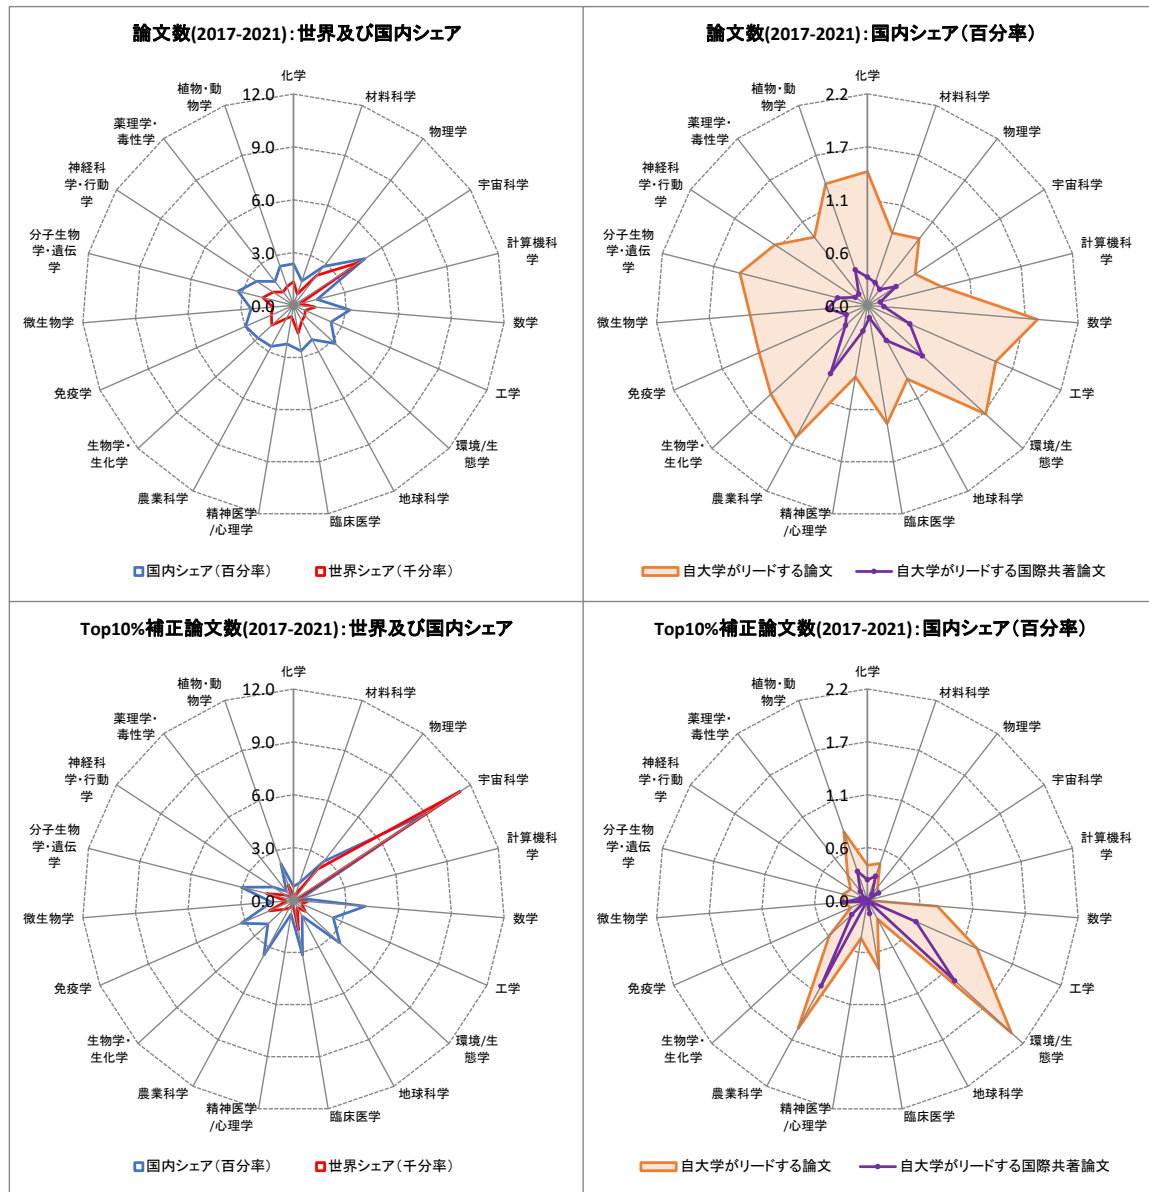 論文数(2017-2021):世界及び国内シェア
化学
材料科学
物理学
宇宙科学
計算機科
学
数学
工学
環境/生
態学
地球科学
臨床医学
精神医学
/心理学
農業科学
生物学・
生化学
免疫学
微生物学
分子生物
学・遺伝
学
神経科
学・行動
学
薬理学・
毒性学
植物・動
物学
12.0
9.0
6.0
3.0
0.0
国内シェア(百分率)
世界シェア(千分率)
論文数(2017-2021):国内シェア(百分率)
化学
材料科学
物理学
宇宙科学
計算機科
学
数学
工学
環境/生
態学
地球科学
臨床医学
精神医学
/心理学
農業科学
生物学・
生化学
免疫学
微生物学
分子生物
学・遺伝
学
神経科
学・行動
学
薬理学・
毒性学
植物・動
物学
2.2
1.7
1.1
0.6
0.0
自大学がリードする論文
自大学がリードする国際共著論文
Top10%補正論文数(2017-2021):世界及び国内シェア
化学
材料科学
物理学
宇宙科学
計算機科
学
数学
工学
環境/生
態学
地球科学
臨床医学
精神医学
/心理学
農業科学
生物学・
生化学
免疫学
微生物学
分子生物
学・遺伝
学
神経科
学・行動
学
薬理学・
毒性学
植物・動
物学
12.0
9.0
6.0
3.0
0.0
国内シェア(百分率)
世界シェア(千分率)
Top10%補正論文数(2017-2021):国内シェア(百分率)
化学
材料科学
物理学
宇宙科学
計算機科
学
数学
工学
環境/生
態学
地球科学
臨床医学
精神医学
/心理学
農業科学
生物学・
生化学
免疫学
微生物学
分子生物
学・遺伝
学
神経科
学・行動
学
薬理学・
毒性学
植物・動
物学
2.2
1.7
1.1
0.6
0.0
自大学がリードする論文
自大学がリードする国際共著論文